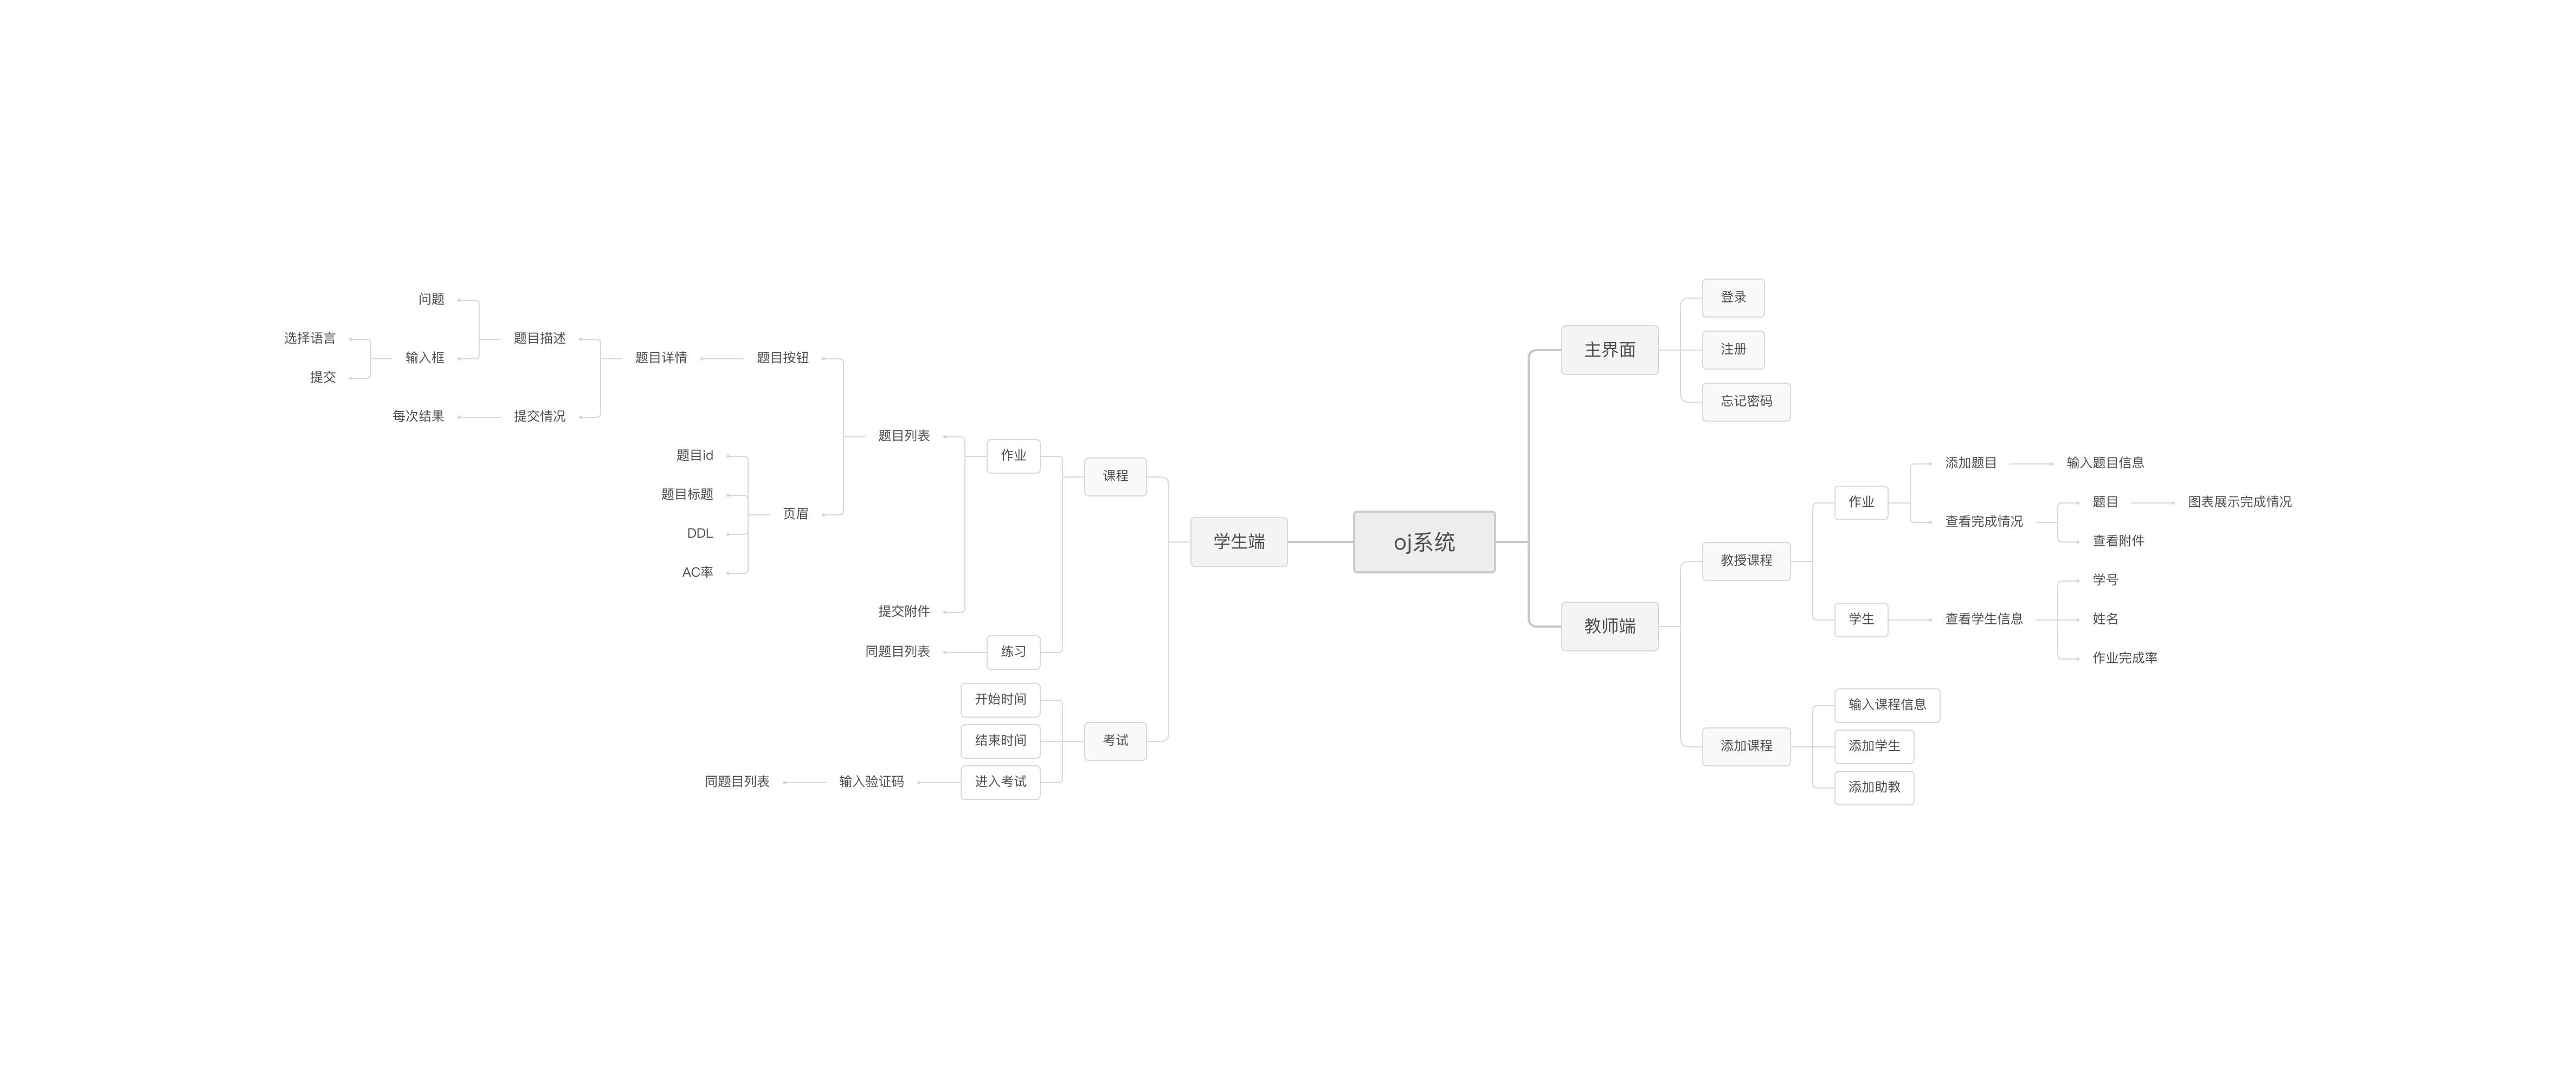 oj系统
主界面
登录
注册
忘记密码
教师端
教授课程
作业
添加题目
输入题目信息
查看完成情况
题目
图表展示完成情况
查看附件
学生
查看学生信息
学号
姓名
作业完成率
添加课程
输入课程信息
添加学生
添加助教
学生端
课程
作业
题目列表
题目按钮
题目详情
题目描述
问题
输入框
选择语言
提交
提交情况
每次结果
页眉
题目id
题目标题
DDL
AC率
提交附件
练习
同题目列表
考试
开始时间
结束时间
进入考试
输入验证码
同题目列表